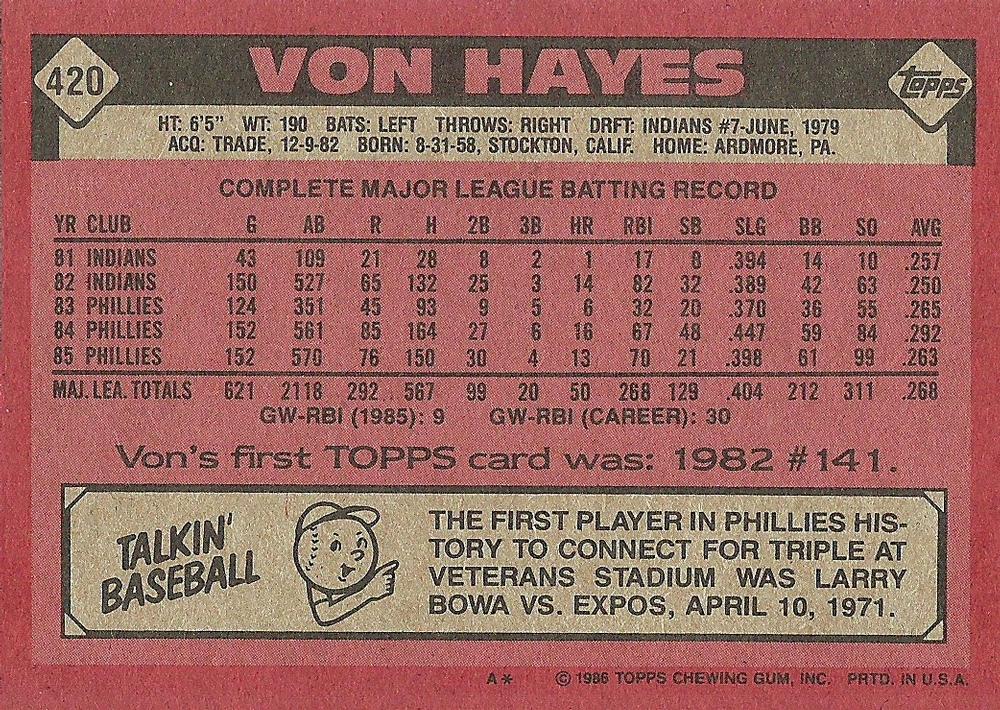 420 VON HAYES topps
HT: 6'5" WT: 190 BATS: LEFT THROWS: RIGHT DRFT: INDIANS #7-JUNE, 1979
ACQ: TRADE, 12-9-82 BORN: 8-31-58, STOCKTON, CALIF. HOME: ARDMORE, PA.
COMPLETE MAJOR LEAGUE BATTING RECORD
YR CLUB G AB R H 2B 3B HR RBI SB SLG BB SO AVG
81 INDIANS 43 109 21 28 8 2 1 17 8 .394 14 10 .257
82 INDIANS 150 527 65 132 25 3 14 82 32 .389 42 63 .250
83 PHILLIES 124 351 45 93 9 5 6 32 20 .370 36 55 .265
84 PHILLIES 152 561 85 164 27 6 16 67 48 .447 59 84 .292
85 PHILLIES 152 570 76 150 30 4 13 70 21 .398 61 99 .263
MAJ. LEA. TOTALS 621 2118 292 567 99 20 50 268 129 .404 212 311 .268
GW-RBI (1985): 9 GW-RBI (CAREER): 30
Von's first TOPPS card was: 1982 #141.
TALKIN'
BASEBALL
THE FIRST PLAYER IN PHILLIES HIS-
TORY TO CONNECT FOR TRIPLE AT
VETERANS STADIUM WAS LARRY
BOWA VS. EXPOS, APRIL 10, 1971.
A* © 1986 TOPPS CHEWING GUM, INC. PRTD. IN U.S.A.